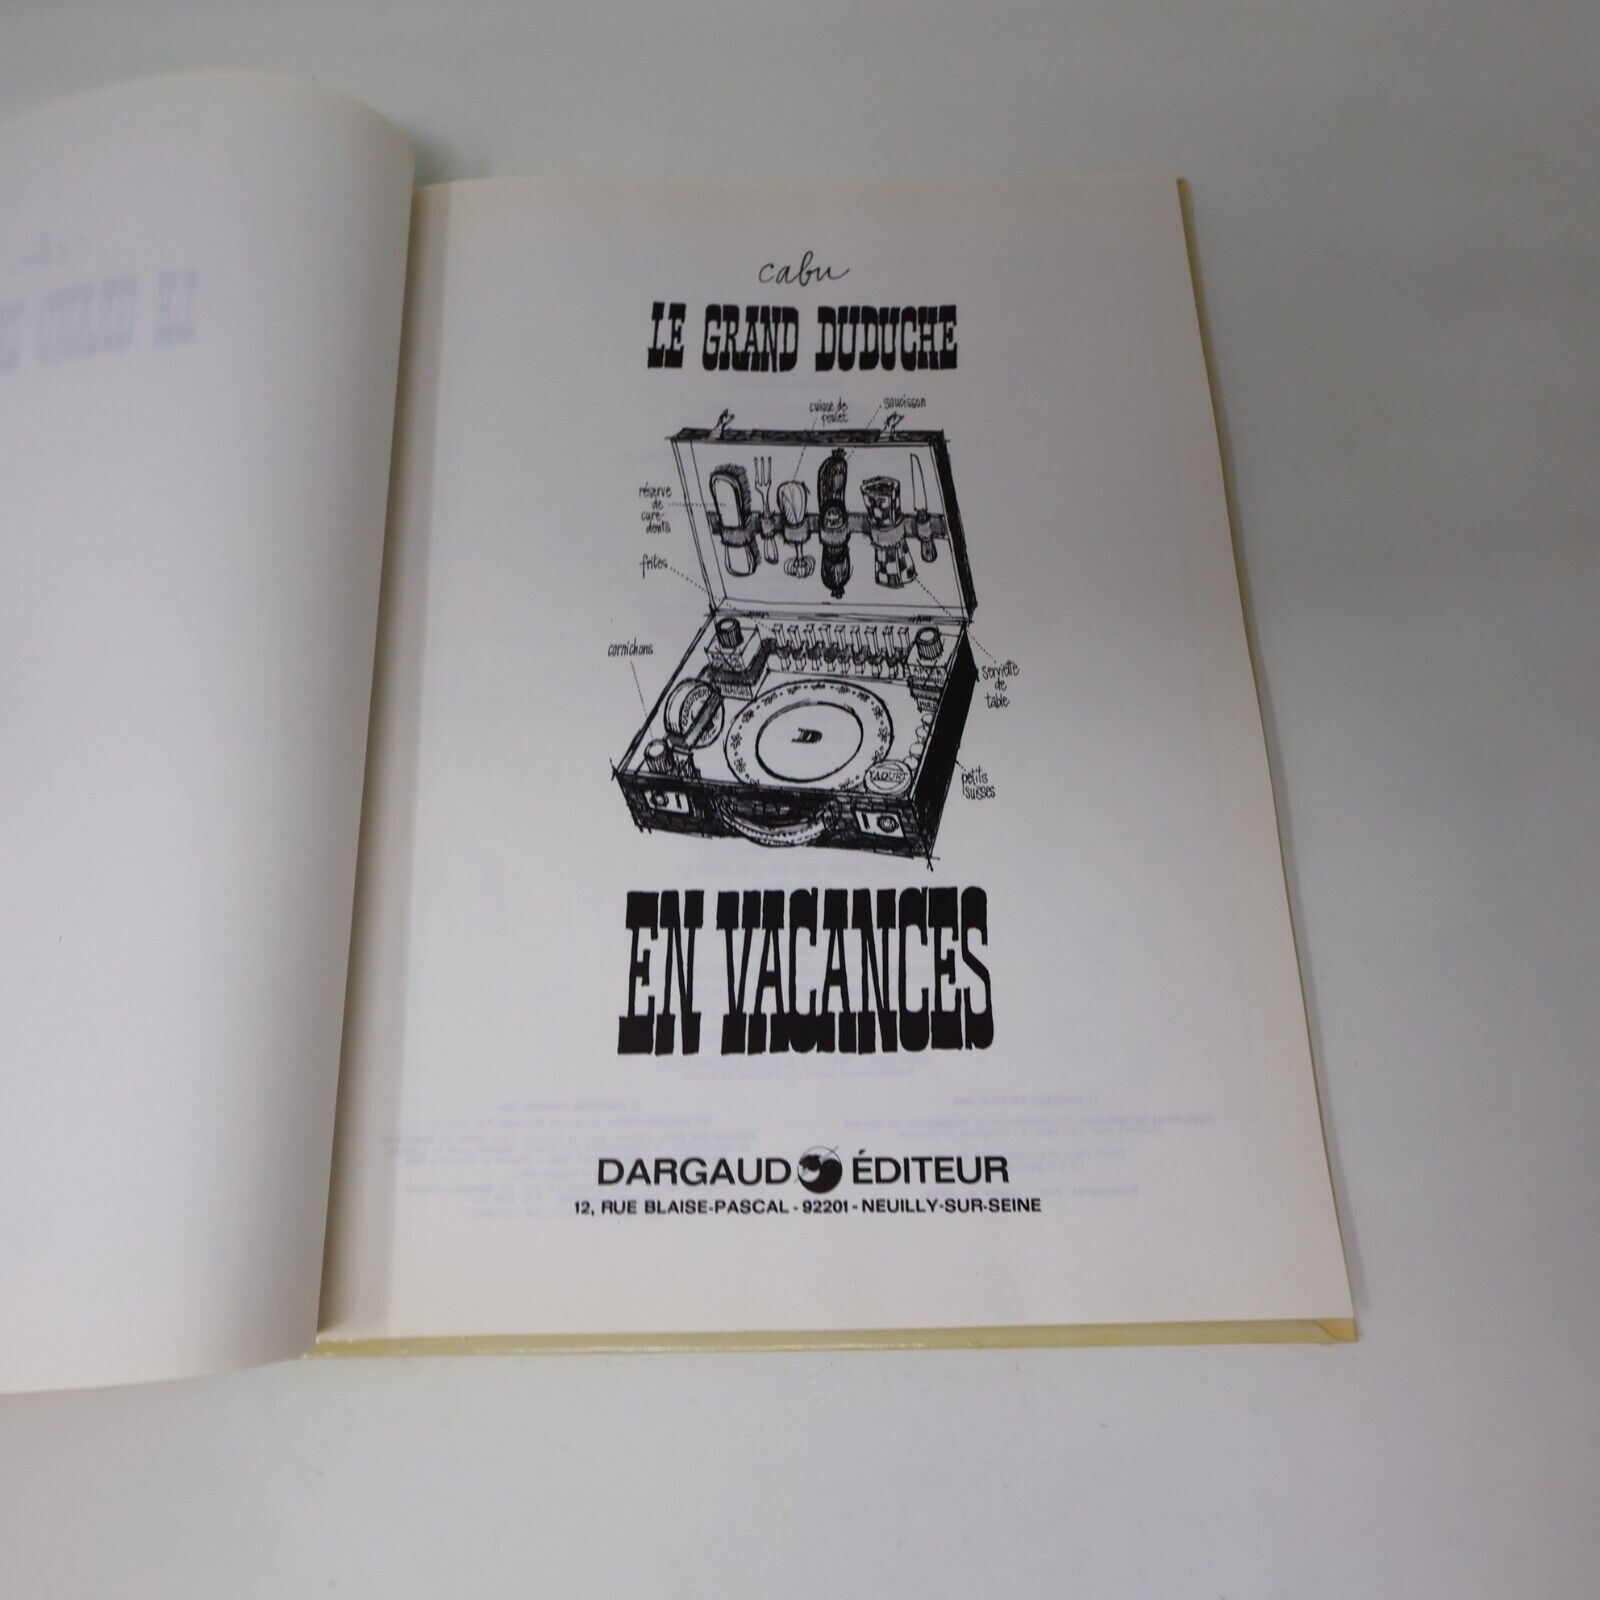 cabu
LE GRAND DUDUCHE
cuisse de
poulet
saucisson
réserve
de
cure-
dents
frites
cornichons
serviette
de
table
petits
suisses
D
YAOURT
EN VACANCES
DARGAUD ÉDITEUR
12, RUE BLAISE-PASCAL - 92201 - NEUILLY-SUR-SEINE